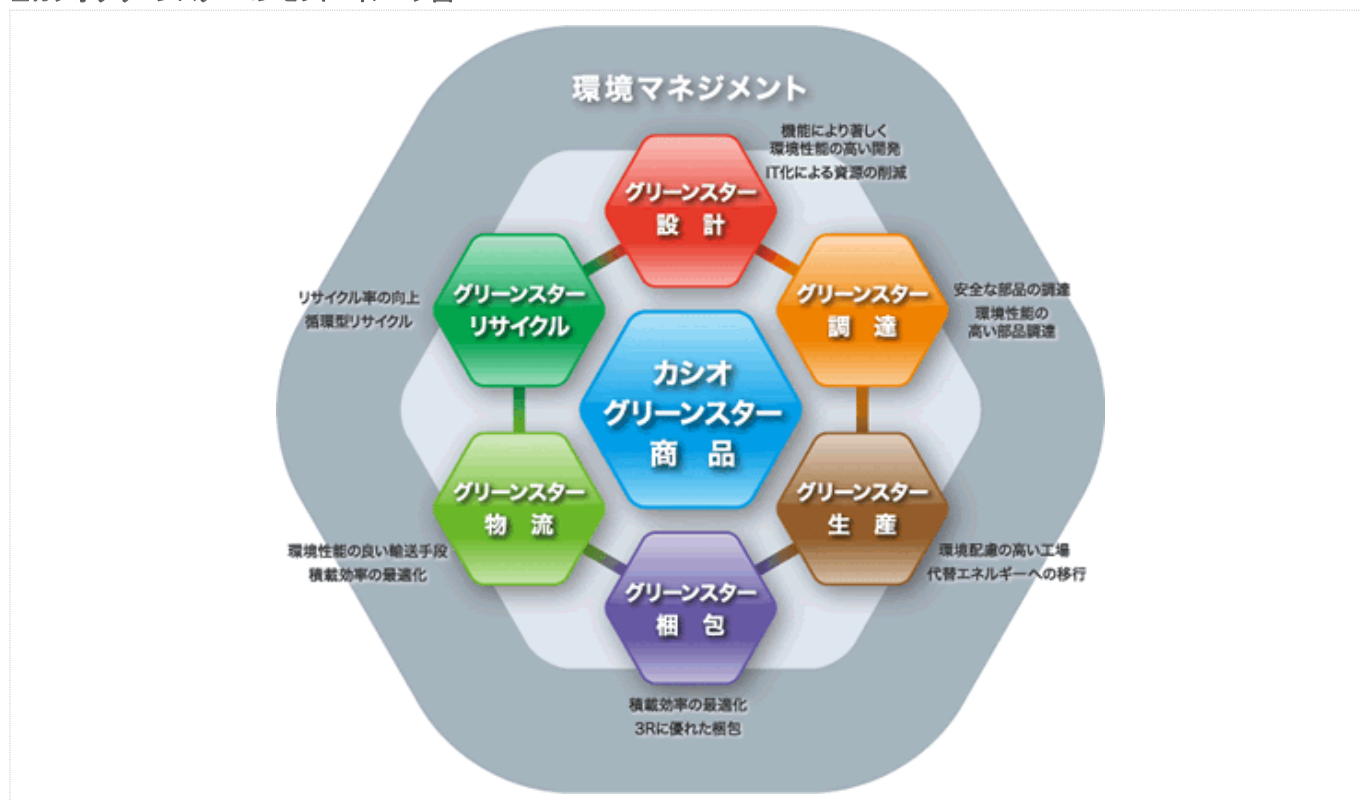 環境マネジメント
機能により著しく
環境性能の高い開発
IT化による資源の削減
グリーンスター
設 計
グリーンスター
リサイクル
リサイクル率の向上
循環型リサイクル
グリーンスター
調 達
安全な部品の調達
環境性能の
高い部品調達
カシオ
グリーンスター
商 品
グリーンスター
物 流
環境性能の良い輸送手段
積載効率の最適化
グリーンスター
生 産
環境配慮の高い工場
代替エネルギーへの移行
グリーンスター
梱 包
積載効率の最適化
3Rに優れた梱包